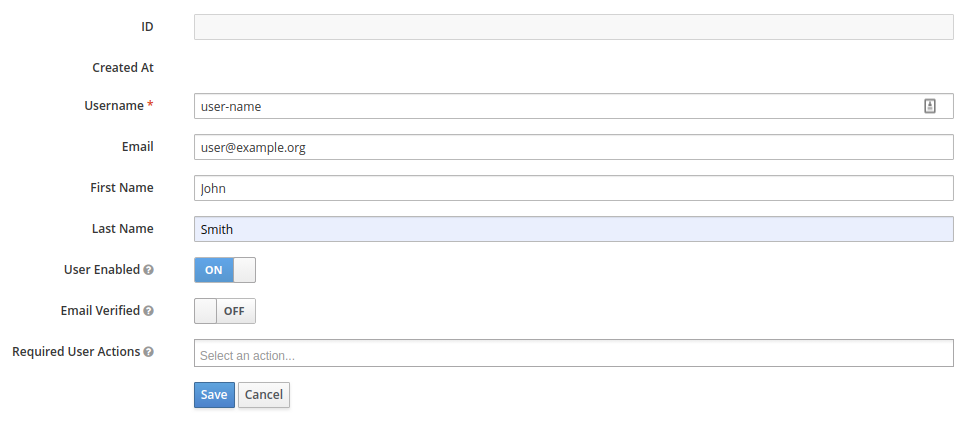 ID
Created At
Username * user-name
Email user@example.org
First Name John
Last Name Smith
User Enabled ON
Email Verified OFF
Required User Actions Select an action...
Save Cancel